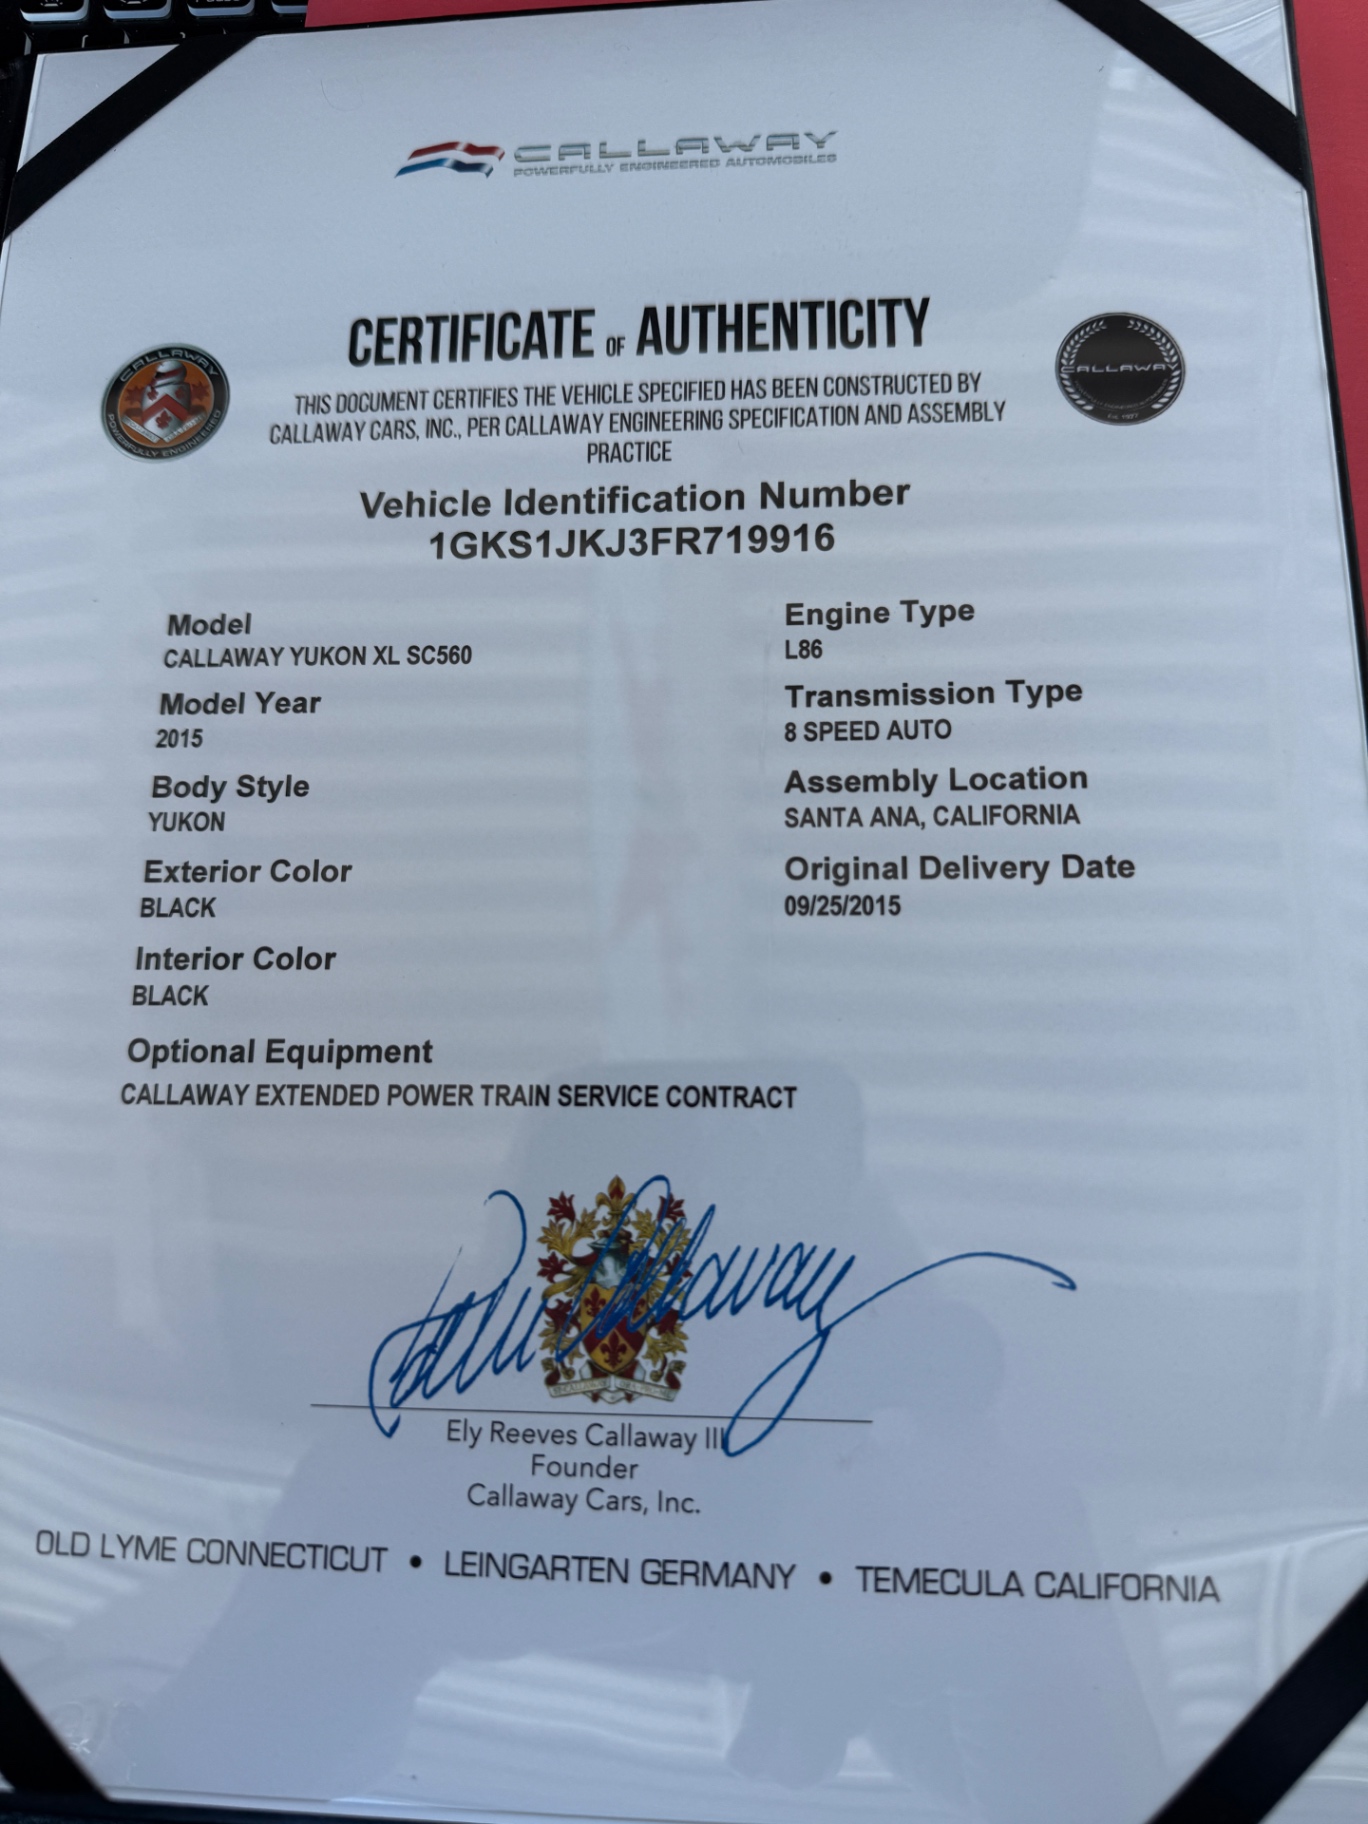 CALLAWAY
POWERFULLY ENGINEERED AUTOMOBILES
CERTIFICATE OF AUTHENTICITY
CALLAWAY
POWERFULLY ENGINEERED
CALLAWAY
THIS DOCUMENT CERTIFIES THE VEHICLE SPECIFIED HAS BEEN CONSTRUCTED BY
CALLAWAY CARS, INC., PER CALLAWAY ENGINEERING SPECIFICATION AND ASSEMBLY
PRACTICE
Vehicle Identification Number
1GKS1JKJ3FR719916
Model
CALLAWAY YUKON XL SC560
Model Year
2015
Body Style
YUKON
Exterior Color
BLACK
Interior Color
BLACK
Engine Type
L86
Transmission Type
8 SPEED AUTO
Assembly Location
SANTA ANA, CALIFORNIA
Original Delivery Date
09/25/2015
Optional Equipment
CALLAWAY EXTENDED POWER TRAIN SERVICE CONTRACT
Ely Reeves Callaway III
Founder
Callaway Cars, Inc.
OLD LYME CONNECTICUT • LEINGARTEN GERMANY • TEMECULA CALIFORNIA